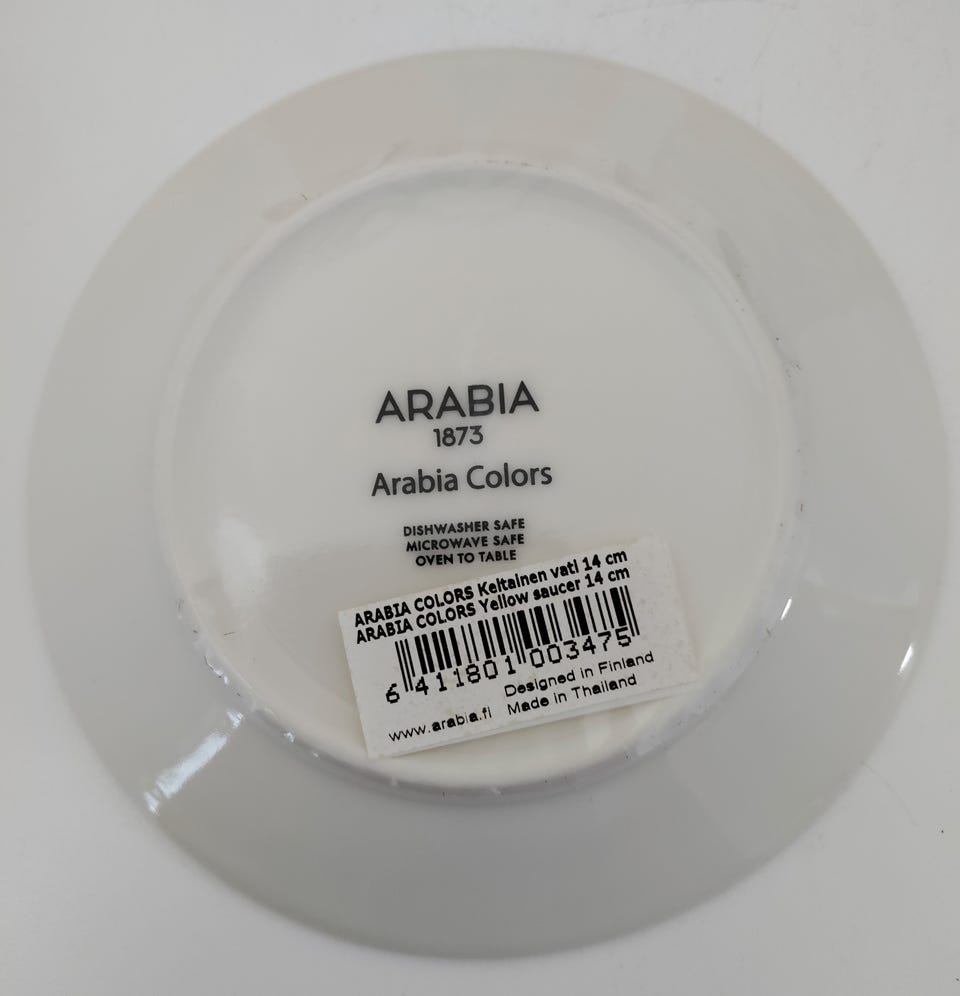 ARABIA
1873
Arabia Colors
DISHWASHER SAFE
MICROWAVE SAFE
OVEN TO TABLE
ARABIA COLORS Keltainen vati 14 cm
ARABIA COLORS Yellow saucer 14 cm
6 411801 003475
Designed in Finland
www.arabia.fi Made in Thailand